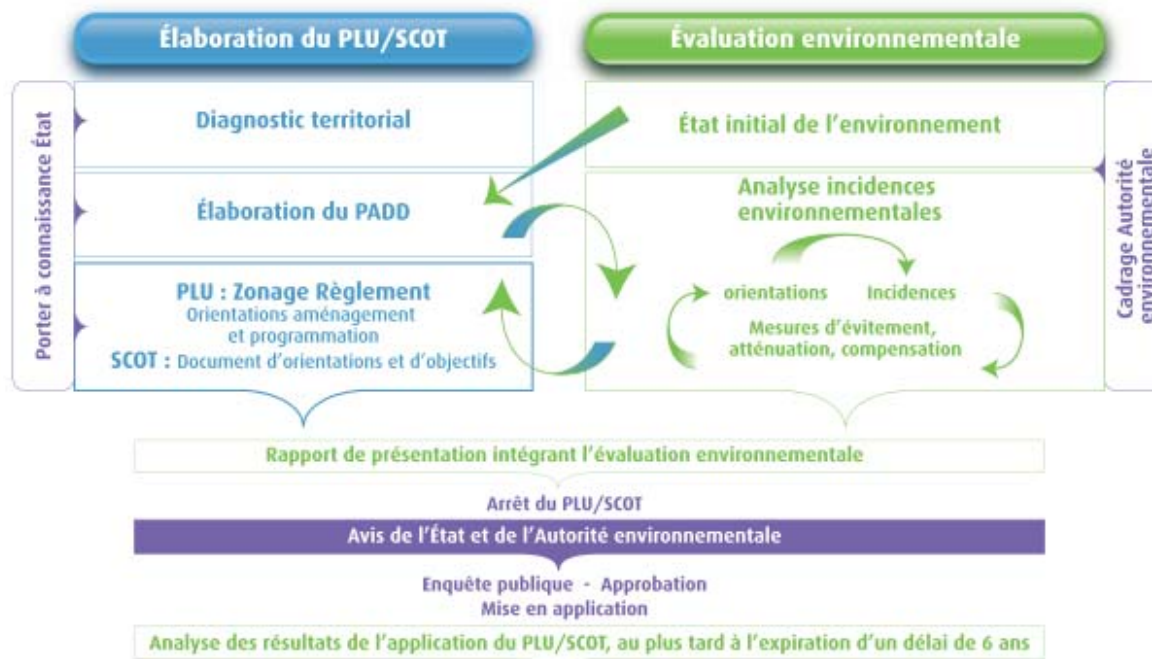 Élaboration du PLU/SCOT
Évaluation environnementale
Porter à connaissance État
Diagnostic territorial
État initial de l'environnement
Élaboration du PADD
Analyse incidences
environnementales
PLU : Zonage Règlement
Orientations aménagement
et programmation
SCOT : Document d'orientations et d'objectifs
orientations Incidences
Mesures d'évitement,
atténuation, compensation
Cadrage Autorité
environnementale
Rapport de présentation intégrant l'évaluation environnementale
Arrêt du PLU/SCOT
Avis de l'État et de l'Autorité environnementale
Enquête publique - Approbation
Mise en application
Analyse des résultats de l'application du PLU/SCOT, au plus tard à l'expiration d'un délai de 6 ans